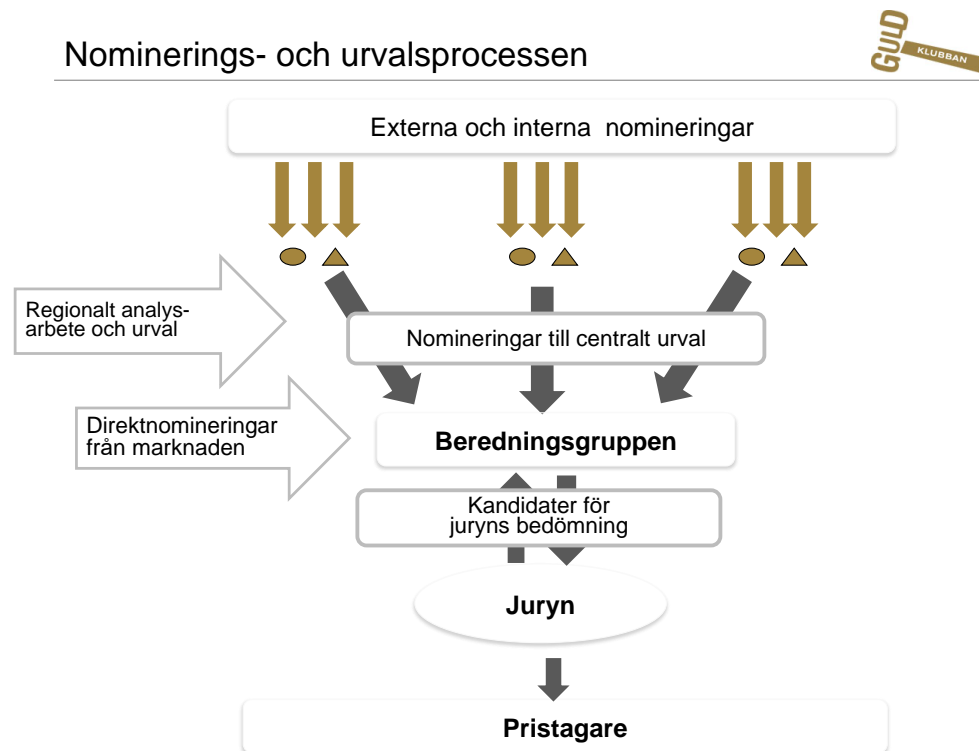 Nominerings- och urvalsprocessen
GULD
KLUBBAN
Externa och interna nomineringar
Regionalt analys-
arbete och urval
Nomineringar till centralt urval
Direktnomineringar
från marknaden
Beredningsgruppen
Kandidater för
juryns bedömning
Juryn
Pristagare